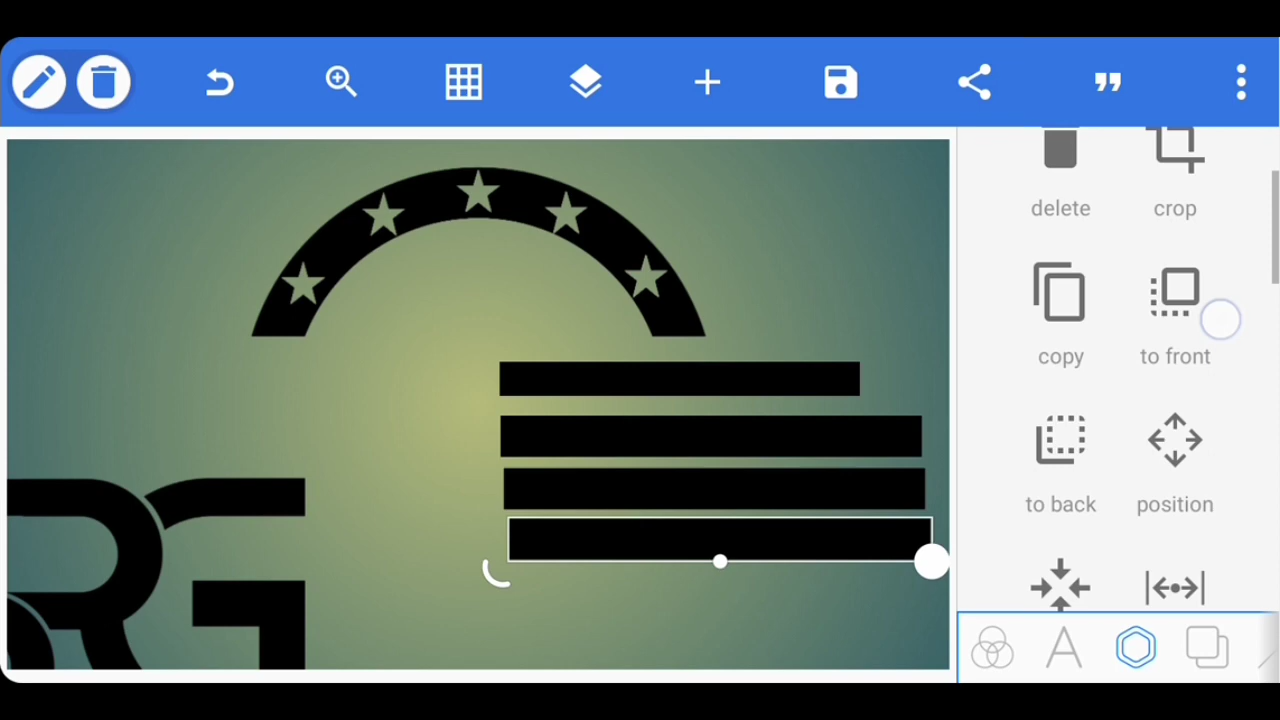 delete
crop
copy
to front
to back
position
RG